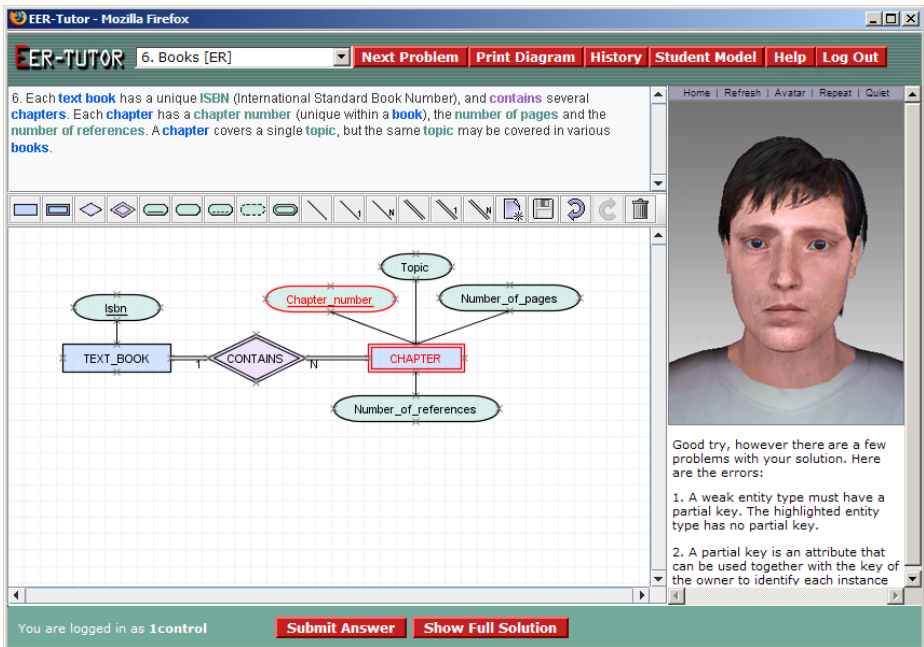 EER-Tutor - Mozilla Firefox
EER-TUTOR 6. Books [ER] Next Problem Print Diagram History Student Model Help Log Out
6. Each text book has a unique ISBN (International Standard Book Number), and contains several
chapters. Each chapter has a chapter number (unique within a book), the number of pages and the
number of references. A chapter covers a single topic, but the same topic may be covered in various
books.
Home | Refresh | Avatar | Repeat | Quiet
1 N 1 N
Topic
Chapter_number
Number_of_pages
Isbn
TEXT_BOOK 1 CONTAINS N CHAPTER
Number_of_references
Good try, however there are a few
problems with your solution. Here
are the errors:
1. A weak entity type must have a
partial key. The highlighted entity
type has no partial key.
2. A partial key is an attribute that
can be used together with the key of
the owner to identify each instance
You are logged in as 1control Submit Answer Show Full Solution